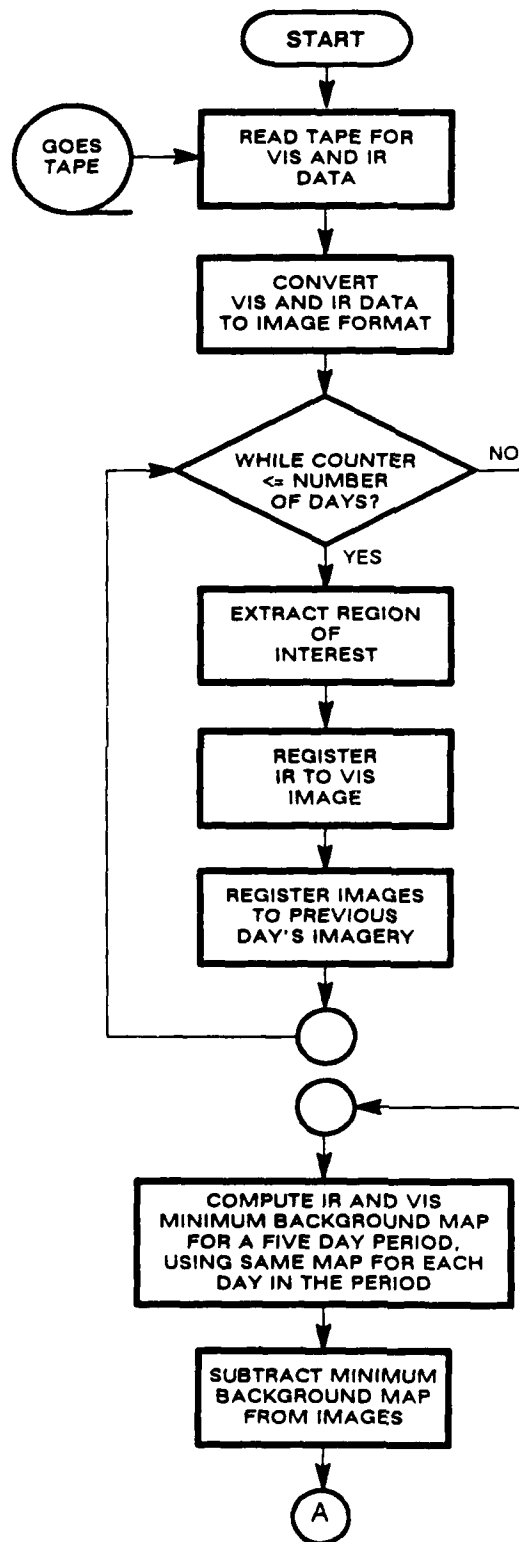 START
GOES
TAPE
READ TAPE FOR
VIS AND IR
DATA
CONVERT
VIS AND IR DATA
TO IMAGE FORMAT
WHILE COUNTER
<= NUMBER
OF DAYS?
NO
YES
EXTRACT REGION
OF
INTEREST
REGISTER
IR TO VIS
IMAGE
REGISTER IMAGES
TO PREVIOUS
DAY'S IMAGERY
COMPUTE IR AND VIS
MINIMUM BACKGROUND MAP
FOR A FIVE DAY PERIOD,
USING SAME MAP FOR EACH
DAY IN THE PERIOD
SUBTRACT MINIMUM
BACKGROUND MAP
FROM IMAGES
A